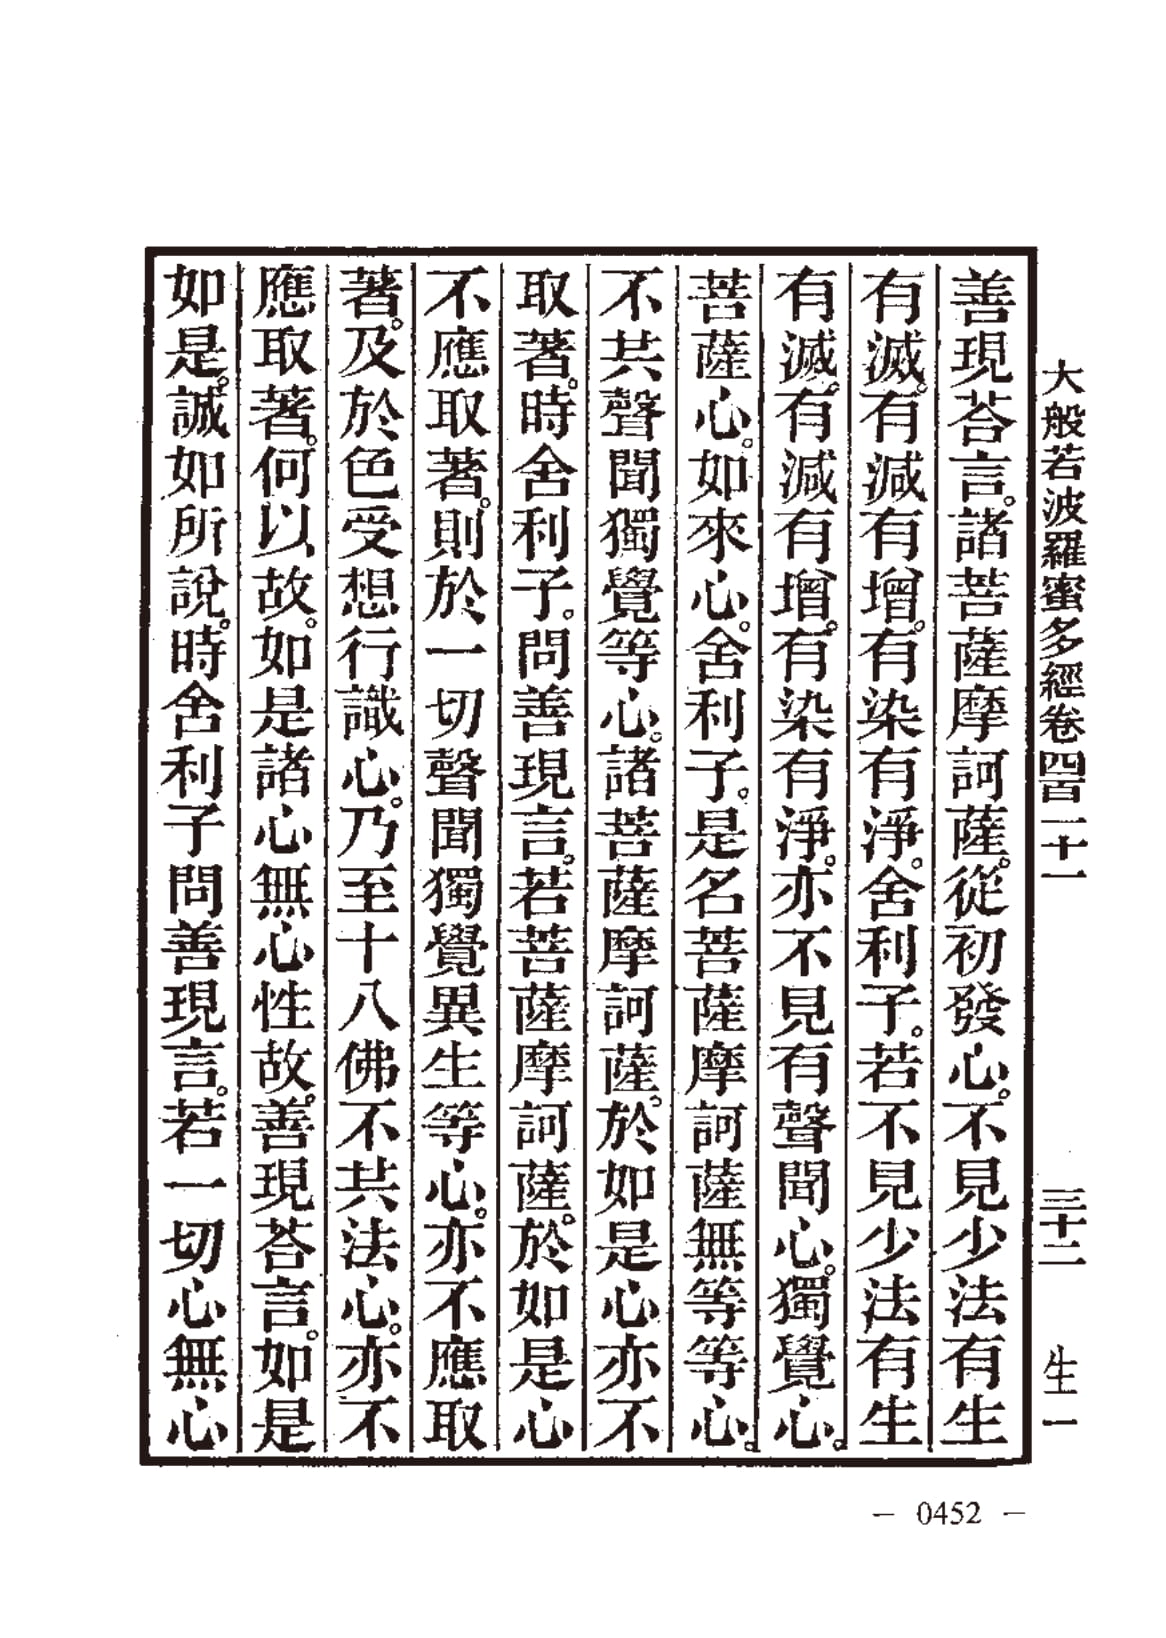 大般若波羅蜜多經卷四百一十一　三十二　生一
善現荅言。諸菩薩摩訶薩。從初發心。不見少法有生
有滅。有減有增。有染有淨。舍利子。若不見少法有生
有滅。有減有增。有染有淨。亦不見有聲聞心。獨覺心。
菩薩心。如來心。舍利子。是名菩薩摩訶薩無等等心。
不共聲聞獨覺等心。諸菩薩摩訶薩。於如是心亦不
取著。時舍利子。問善現言。若菩薩摩訶薩。於如是心
不應取著。則於一切聲聞獨覺異生等心。亦不應取
著。及於色受想行識心。乃至十八佛不共法心。亦不
應取著。何以故。如是諸心無心性故。善現荅言。如是
如是。誠如所說。時舍利子問善現言。若一切心無心
— 0452 —